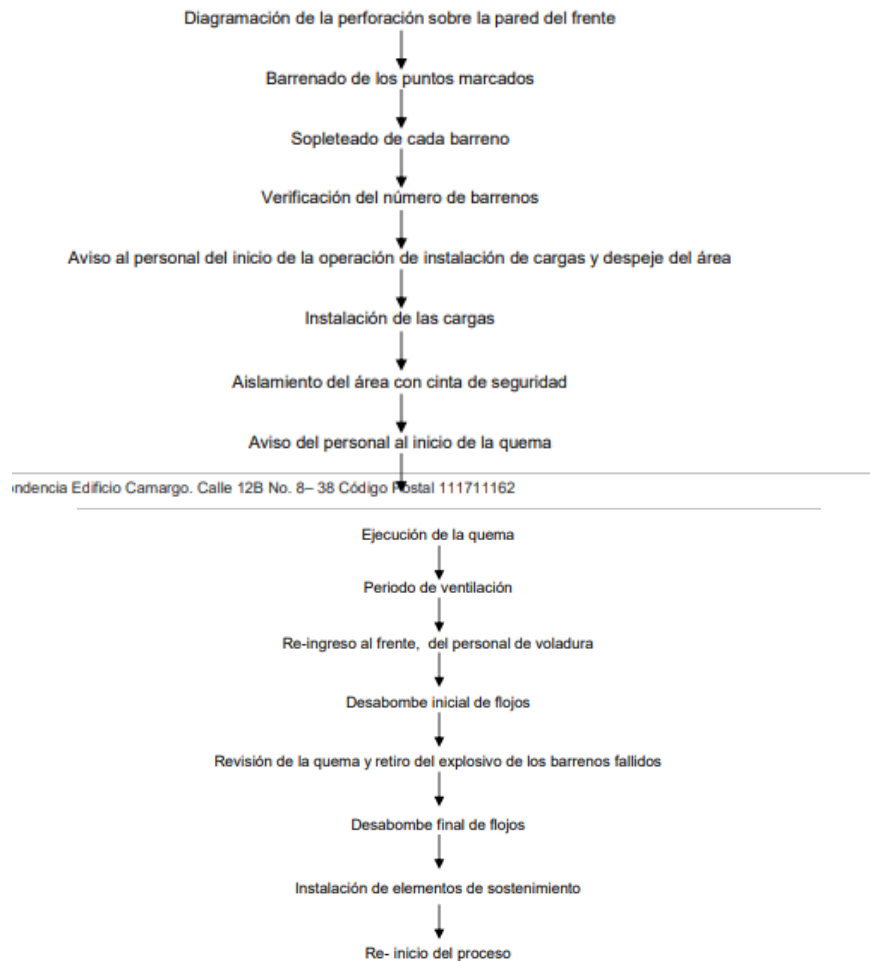 Diagramación de la perforación sobre la pared del frente
Barrenado de los puntos marcados
Sopleteado de cada barreno
Verificación del número de barrenos
Aviso al personal del inicio de la operación de instalación de cargas y despeje del área
Instalación de las cargas
Aislamiento del área con cinta de seguridad
Aviso del personal al inicio de la quema
ndencia Edificio Camargo. Calle 12B No. 8– 38 Código Postal 111711162
Ejecución de la quema
Periodo de ventilación
Re-ingreso al frente, del personal de voladura
Desabombe inicial de flojos
Revisión de la quema y retiro del explosivo de los barrenos fallidos
Desabombe final de flojos
Instalación de elementos de sostenimiento
Re- inicio del proceso